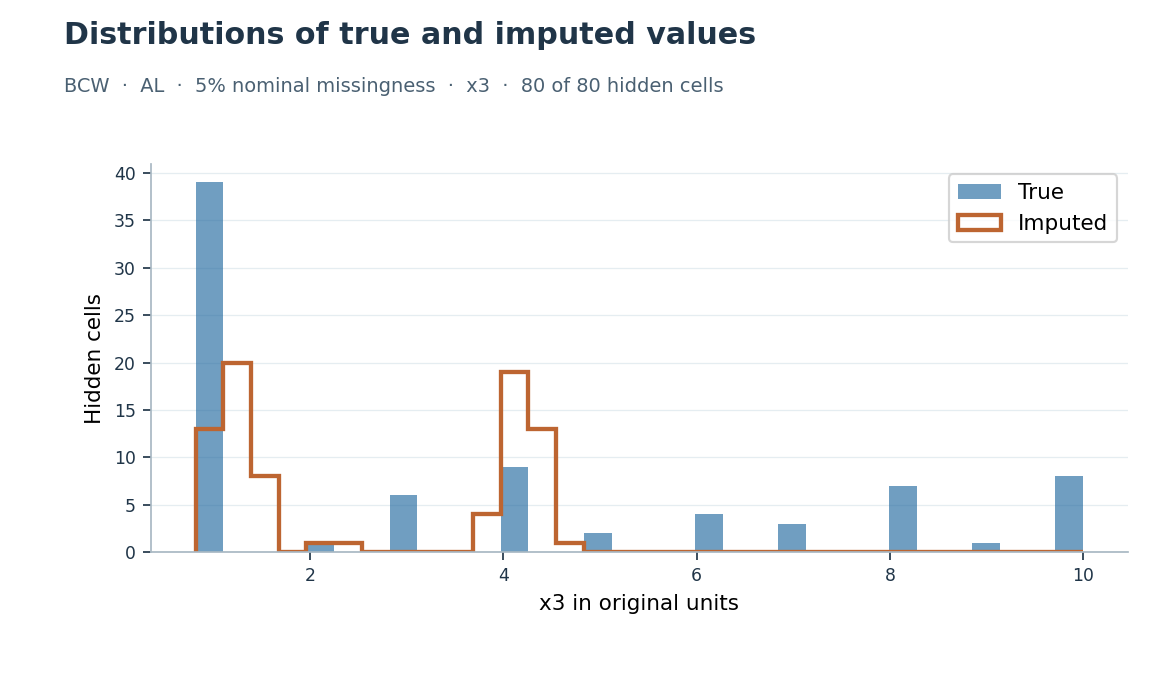 Distributions of true and imputed values
BCW · AL · 5% nominal missingness · x3 · 80 of 80 hidden cells
True
Imputed
Hidden cells
40
35
30
25
20
15
10
5
0
2 4 6 8 10
x3 in original units